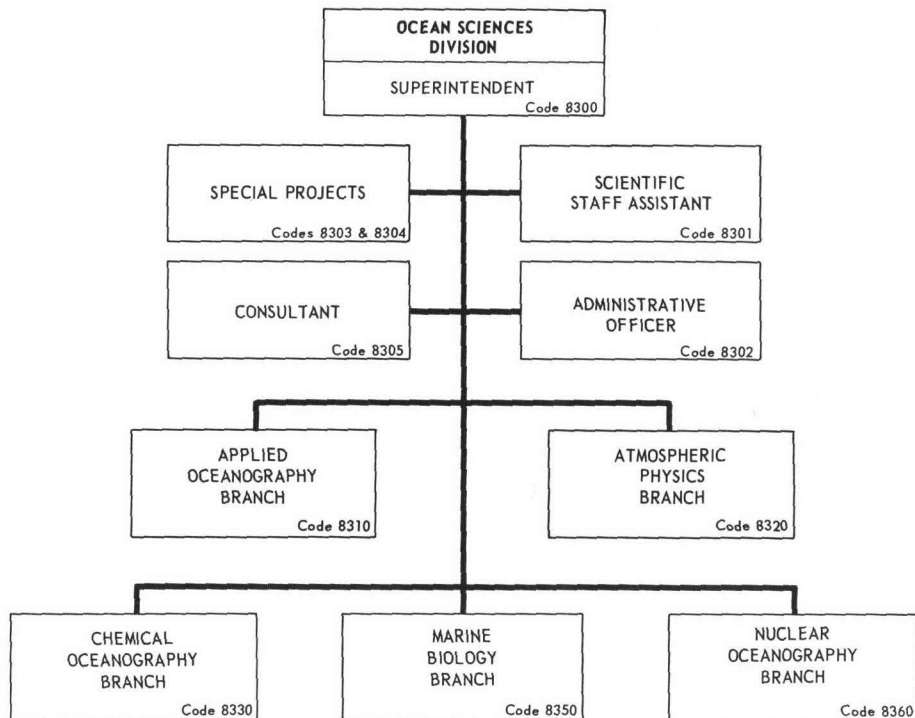 OCEAN SCIENCES
DIVISION
SUPERINTENDENT
Code 8300
SPECIAL PROJECTS
Codes 8303 & 8304
SCIENTIFIC
STAFF ASSISTANT
Code 8301
CONSULTANT
Code 8305
ADMINISTRATIVE
OFFICER
Code 8302
APPLIED
OCEANOGRAPHY
BRANCH
Code 8310
ATMOSPHERIC
PHYSICS
BRANCH
Code 8320
CHEMICAL
OCEANOGRAPHY
BRANCH
Code 8330
MARINE
BIOLOGY
BRANCH
Code 8350
NUCLEAR
OCEANOGRAPHY
BRANCH
Code 8360